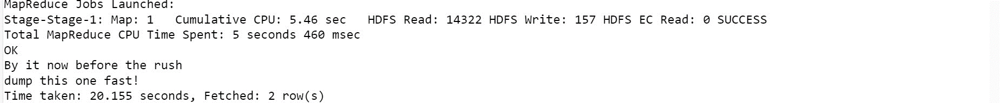 MapReduce Jobs Launched:
Stage-Stage-1: Map: 1   Cumulative CPU: 5.46 sec   HDFS Read: 14322 HDFS Write: 157 HDFS EC Read: 0 SUCCESS
Total MapReduce CPU Time Spent: 5 seconds 460 msec
OK
By it now before the rush
dump this one fast!
Time taken: 20.155 seconds, Fetched: 2 row(s)